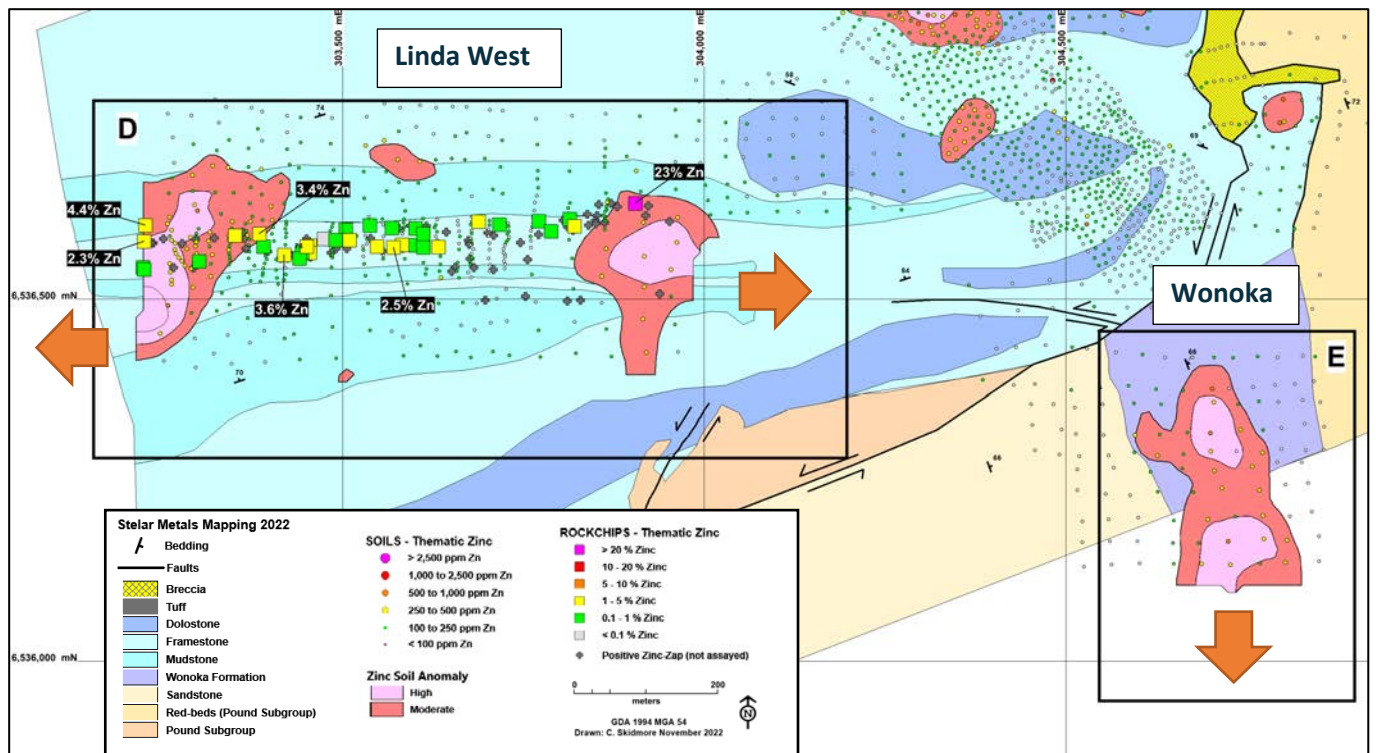 303,500 mE
304,000 mE
304,500 mE
Linda West
D
58
74
72
69
23% Zn
3.4% Zn
4.4% Zn
2.3% Zn
84
3.6% Zn
2.5% Zn
6,536,500 mN
Wonoka
E
66
70
66
6,536,000 mN
Stelar Metals Mapping 2022
Bedding
Faults
Breccia
Tuff
Dolostone
Framestone
Mudstone
Wonoka Formation
Sandstone
Red-beds (Pound Subgroup)
Pound Subgroup
SOILS - Thematic Zinc
> 2,500 ppm Zn
1,000 to 2,500 ppm Zn
500 to 1,000 ppm Zn
250 to 500 ppm Zn
100 to 250 ppm Zn
< 100 ppm Zn
Zinc Soil Anomaly
High
Moderate
ROCKCHIPS - Thematic Zinc
> 20 % Zinc
10 - 20 % Zinc
5 - 10 % Zinc
1 - 5 % Zinc
0.1 - 1 % Zinc
< 0.1 % Zinc
Positive Zinc-Zap (not assayed)
0 200
meters
GDA 1994 MGA 54
Drawn: C. Skidmore November 2022
N